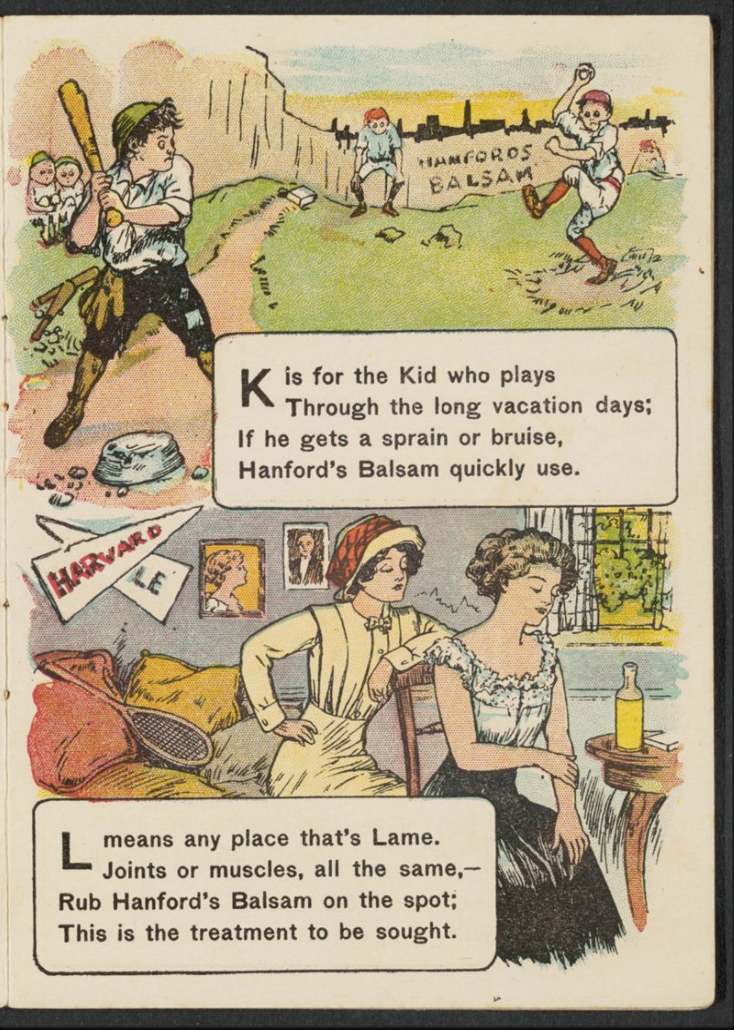 HANFORDS
BALSAM
K is for the Kid who plays
Through the long vacation days;
If he gets a sprain or bruise,
Hanford's Balsam quickly use.
HARVARD
LE
L means any place that's Lame.
Joints or muscles, all the same,—
Rub Hanford's Balsam on the spot;
This is the treatment to be sought.